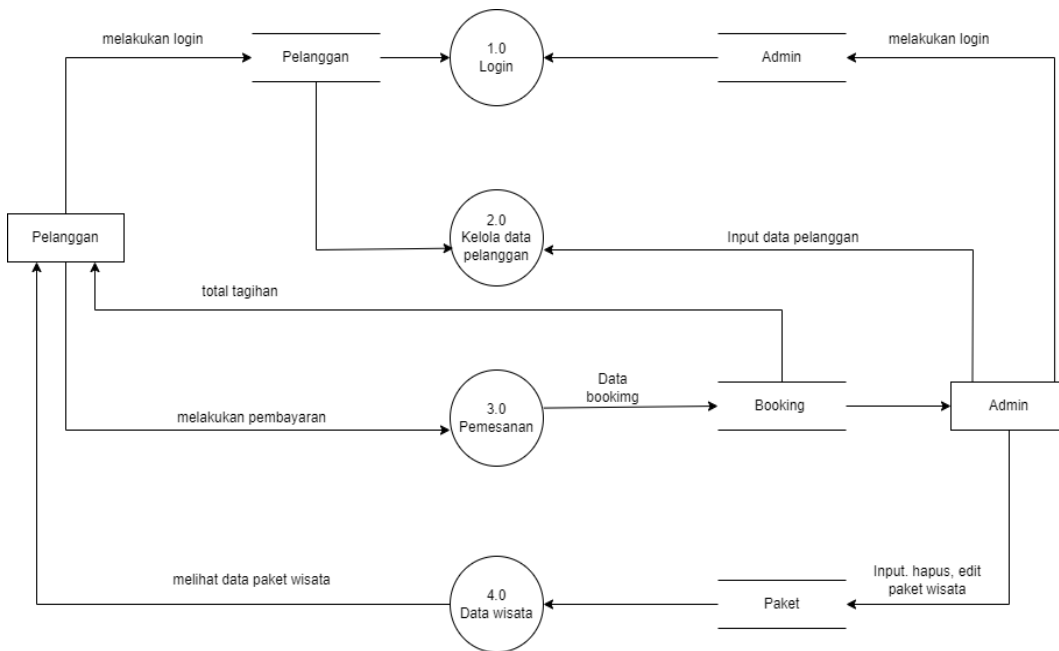 melakukan login
Pelanggan
1.0
Login
Admin
melakukan login
Pelanggan
2.0
Kelola data
pelanggan
Input data pelanggan
total tagihan
melakukan pembayaran
3.0
Pemesanan
Data
bookimg
Booking
Admin
melihat data paket wisata
4.0
Data wisata
Paket
Input. hapus, edit
paket wisata